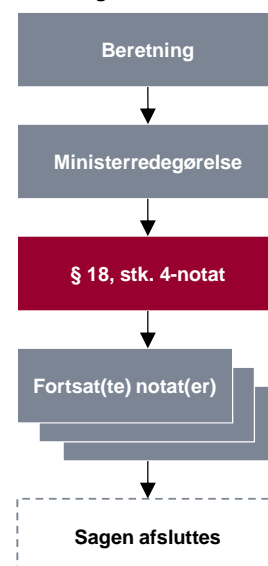 Beretning
Ministerredegørelse
§ 18, stk. 4-notat
Fortsat(te) notat(er)
Sagen afsluttes